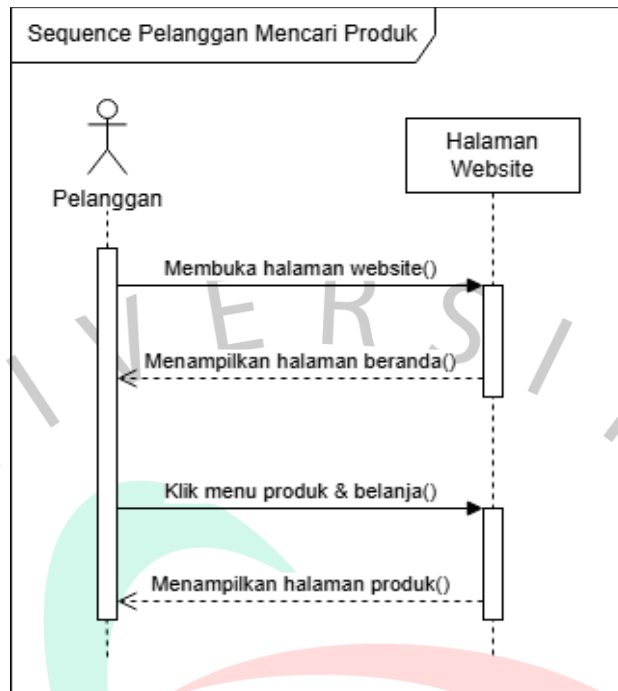 Sequence Pelanggan Mencari Produk
Pelanggan
Halaman
Website
Membuka halaman website()
IVERSI
Menampilkan halaman beranda()
Klik menu produk & belanja()
Menampilkan halaman produk()